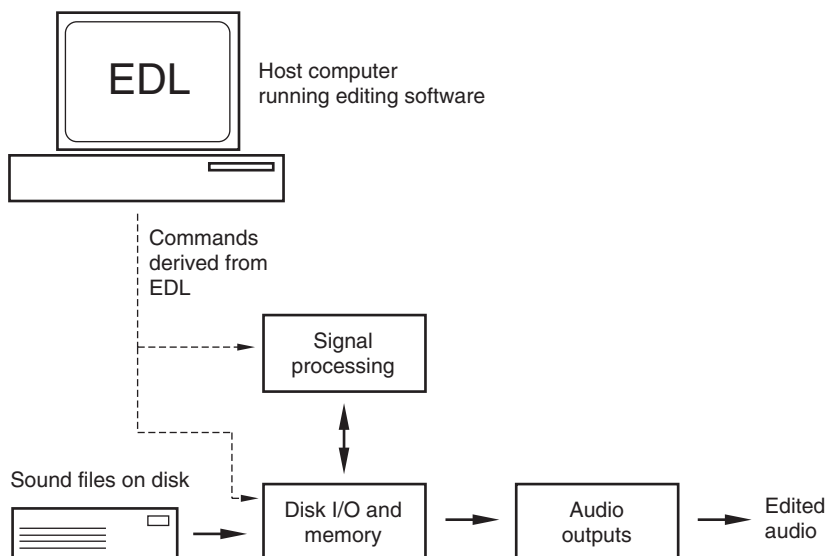 EDL
Host computer
running editing software
Commands
derived from
EDL
Signal
processing
Sound files on disk
Disk I/O and
memory
Audio
outputs
Edited
audio